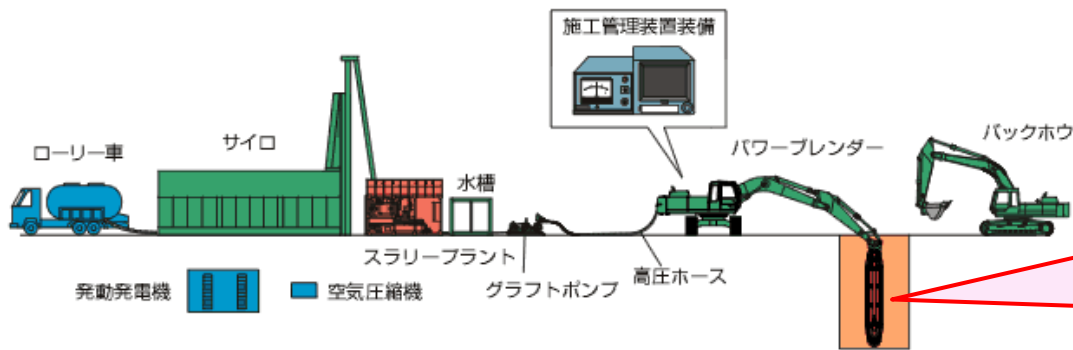 施工管理装置装備
ローリー車
サイロ
水槽
パワーブレンダー
バックホウ
スラリープラント
グラフトポンプ
高圧ホース
発動発電機
空気圧縮機